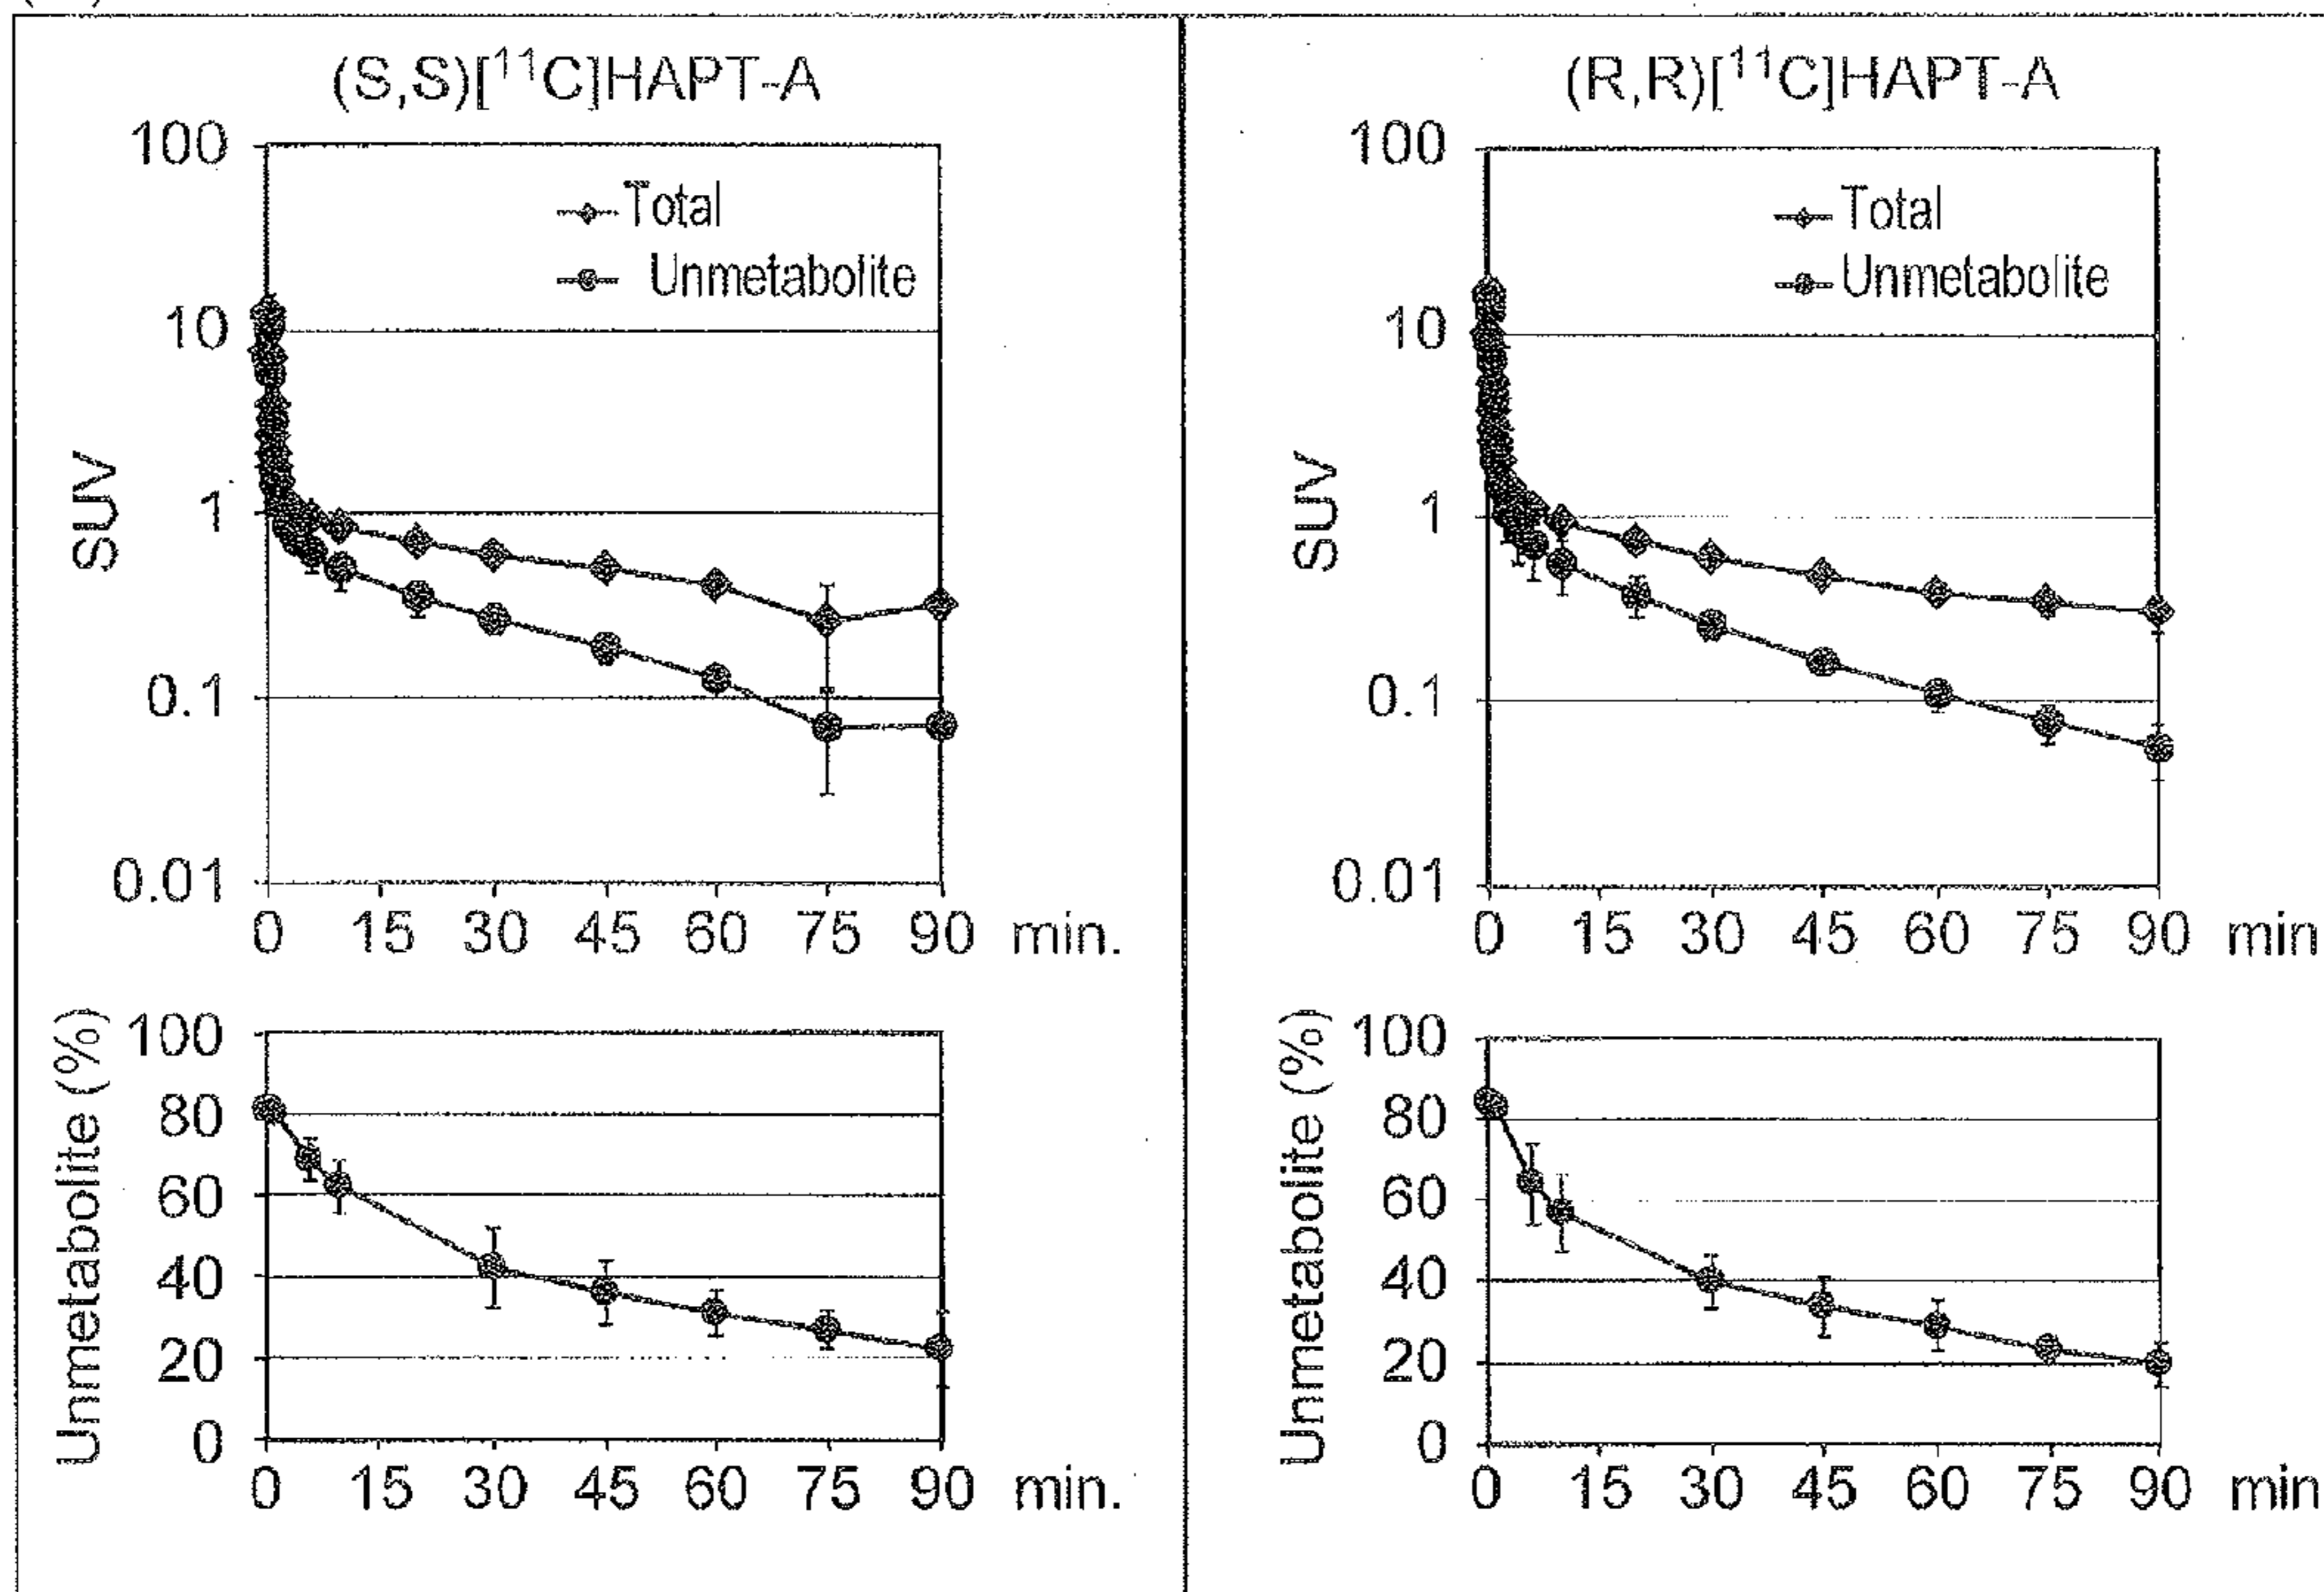 (S,S)[¹¹C]HAPT-A
100
10
1
0.1
0.01
SUV
Total
Unmetabolite
0 15 30 45 60 75 90 min.
Unmetabolite (%)
100
80
60
40
20
0
0 15 30 45 60 75 90 min.
(R,R)[¹¹C]HAPT-A
100
10
1
0.1
0.01
SUV
Total
Unmetabolite
0 15 30 45 60 75 90 min
Unmetabolite (%)
100
80
60
40
20
0
0 15 30 45 60 75 90 min